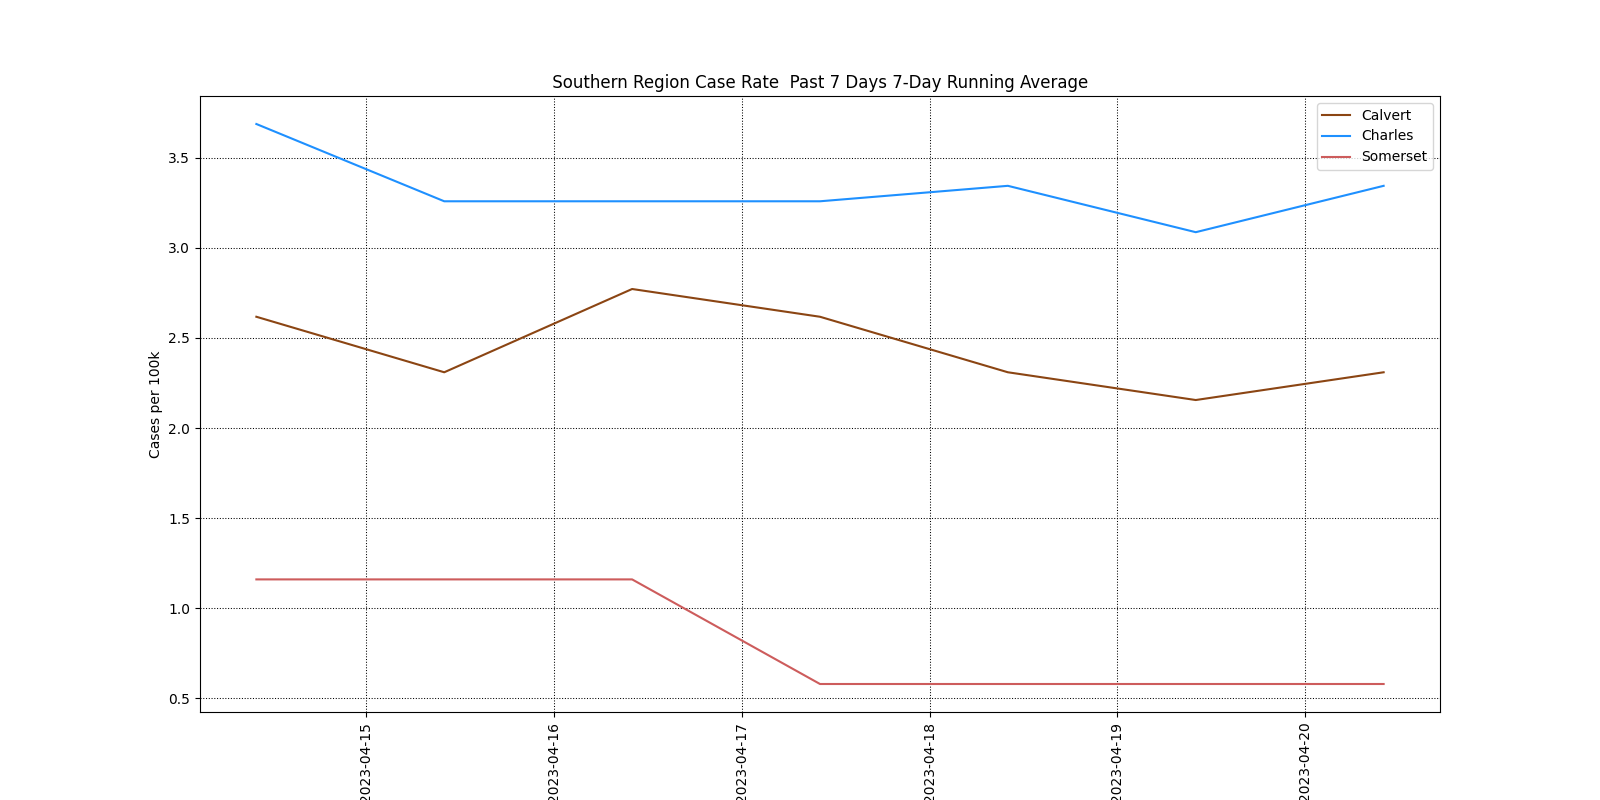 Southern Region Case Rate  Past 7 Days 7-Day Running Average
Calvert
Charles
Somerset
Cases per 100k
3.5
3.0
2.5
2.0
1.5
1.0
0.5
2023-04-15
2023-04-16
2023-04-17
2023-04-18
2023-04-19
2023-04-20